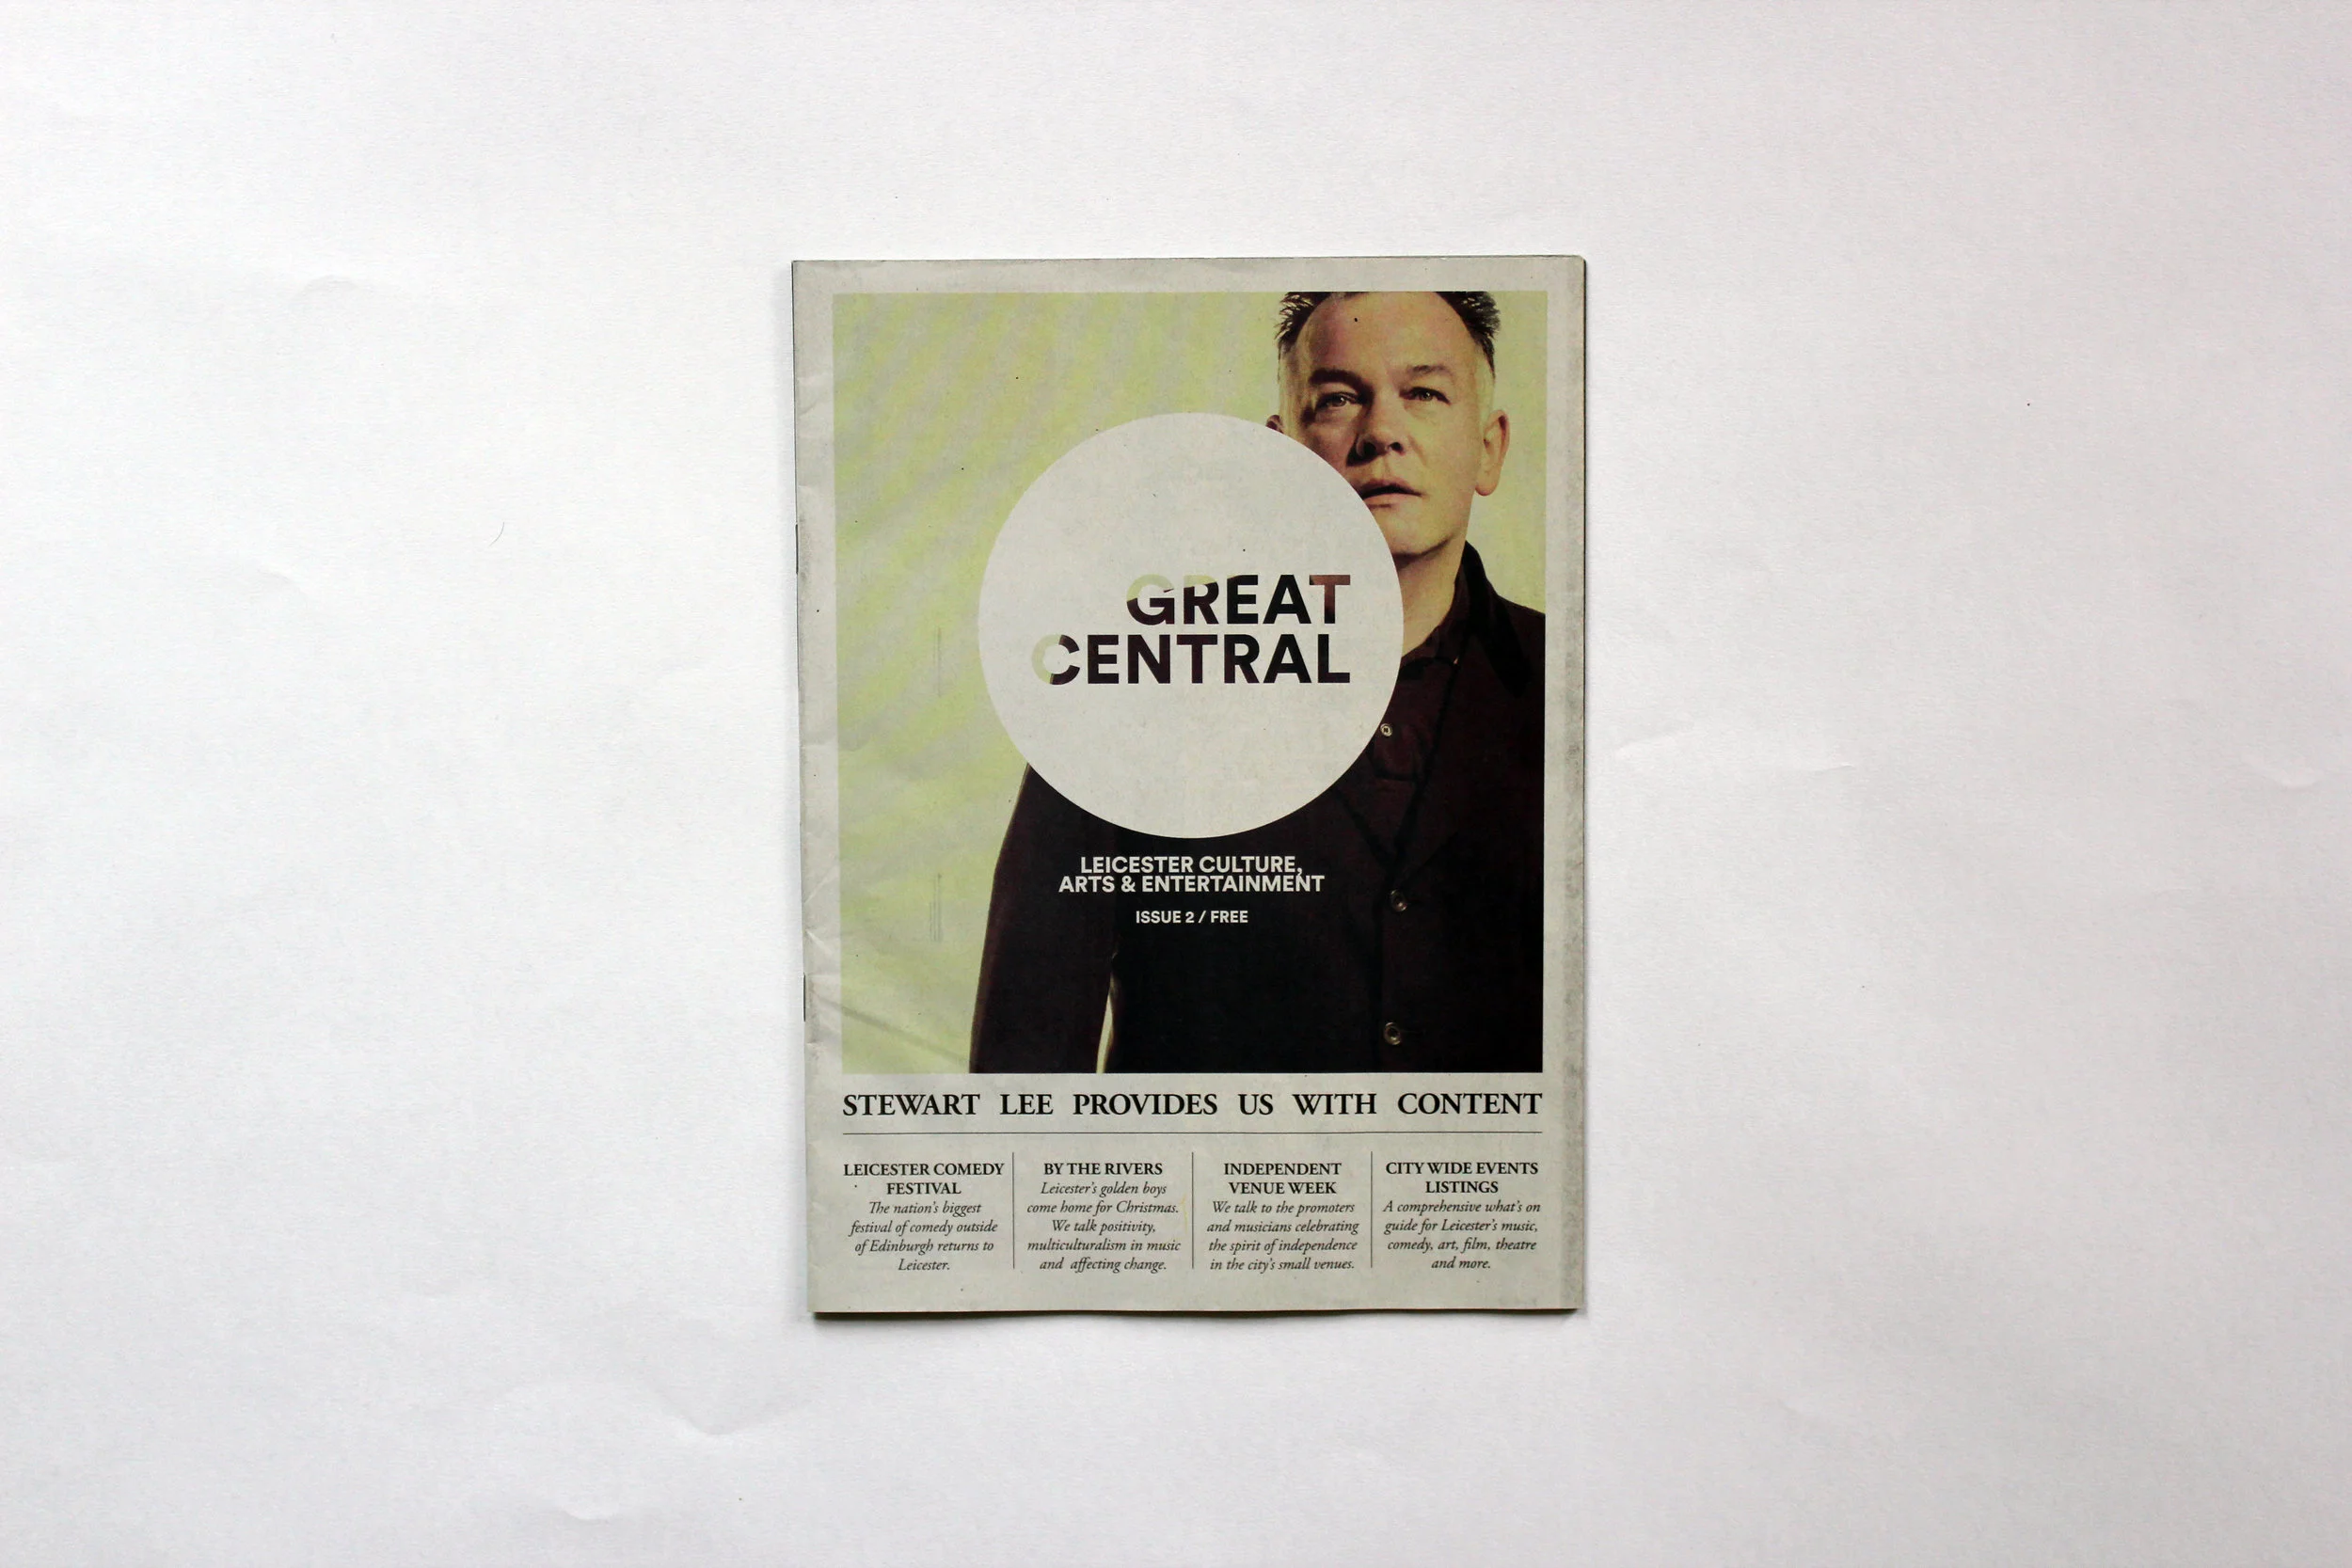 GREAT
CENTRAL
LEICESTER CULTURE,
ARTS & ENTERTAINMENT
ISSUE 2 / FREE
STEWART LEE PROVIDES US WITH CONTENT
LEICESTER COMEDY
FESTIVAL
The nation's biggest
festival of comedy outside
of Edinburgh returns to
Leicester.
BY THE RIVERS
Leicester's golden boys
come home for Christmas.
We talk positivity,
multiculturalism in music
and affecting change.
INDEPENDENT
VENUE WEEK
We talk to the promoters
and musicians celebrating
the spirit of independence
in the city's small venues.
CITY WIDE EVENTS
LISTINGS
A comprehensive what's on
guide for Leicester's music,
comedy, art, film, theatre
and more.